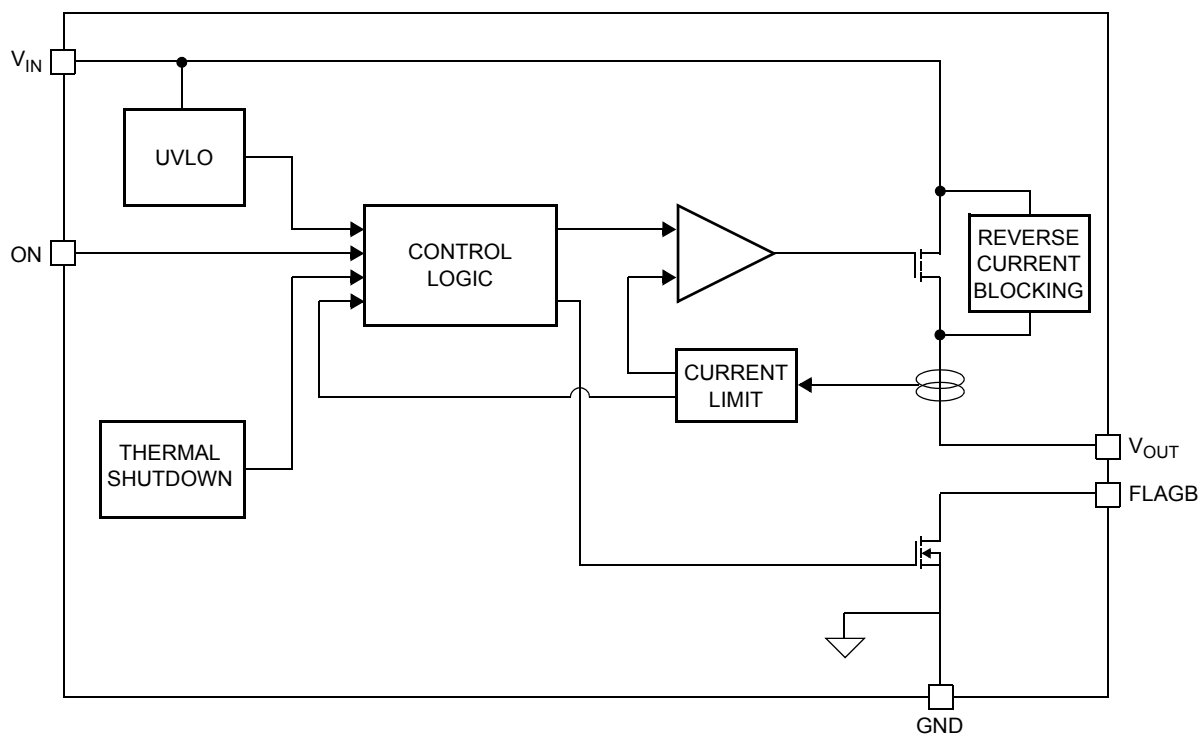 VIN
UVLO
ON
CONTROL
LOGIC
REVERSE
CURRENT
BLOCKING
CURRENT
LIMIT
THERMAL
SHUTDOWN
VOUT
FLAGB
GND